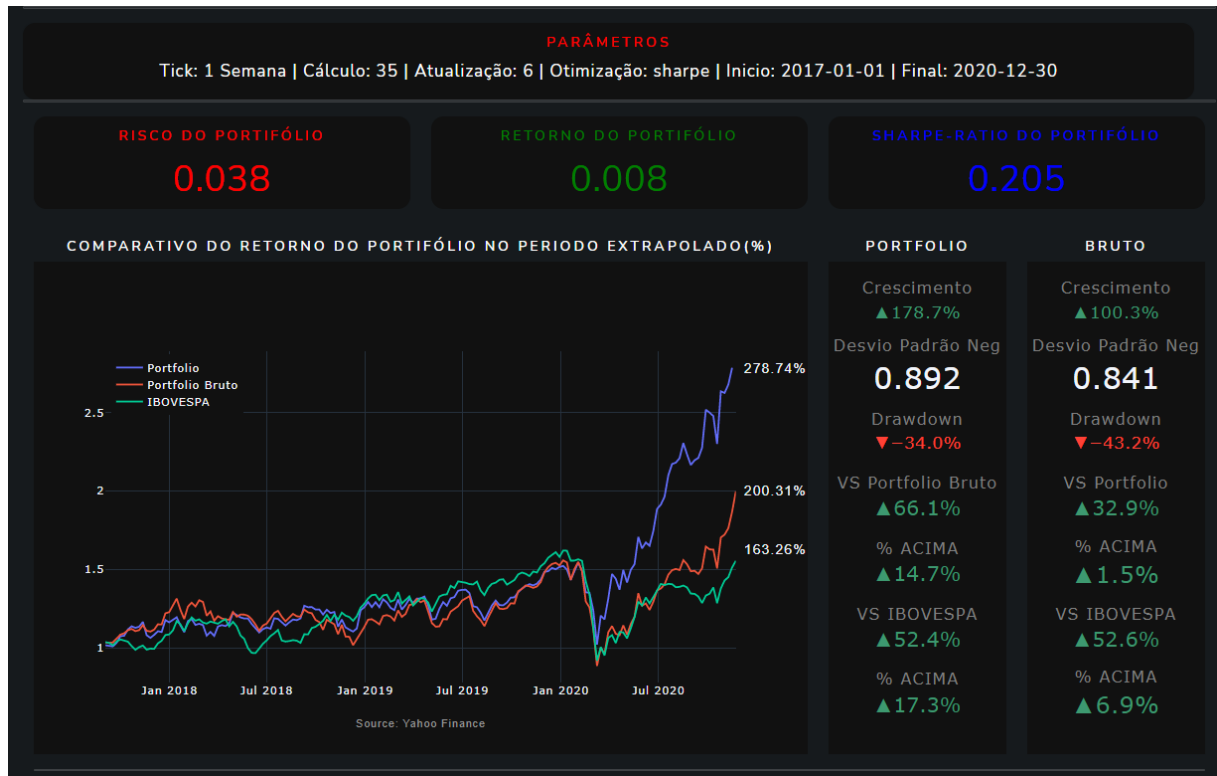 PARÂMETROS
Tick: 1 Semana | Cálculo: 35 | Atualização: 6 | Otimização: sharpe | Inicio: 2017-01-01 | Final: 2020-12-30
RISCO DO PORTIFÓLIO
0.038
RETORNO DO PORTIFÓLIO
0.008
SHARPE-RATIO DO PORTIFÓLIO
0.205
COMPARATIVO DO RETORNO DO PORTIFÓLIO NO PERIODO EXTRAPOLADO(%)
Portfolio
Portfolio Bruto
IBOVESPA
278.74%
200.31%
163.26%
2.5
2
1.5
1
Jan 2018
Jul 2018
Jan 2019
Jul 2019
Jan 2020
Jul 2020
Source: Yahoo Finance
PORTFOLIO
Crescimento
▲178.7%
Desvio Padrão Neg
0.892
Drawdown
▼−34.0%
VS Portfolio Bruto
▲66.1%
% ACIMA
▲14.7%
VS IBOVESPA
▲52.4%
% ACIMA
▲17.3%
BRUTO
Crescimento
▲100.3%
Desvio Padrão Neg
0.841
Drawdown
▼−43.2%
VS Portfolio
▲32.9%
% ACIMA
▲1.5%
VS IBOVESPA
▲52.6%
% ACIMA
▲6.9%